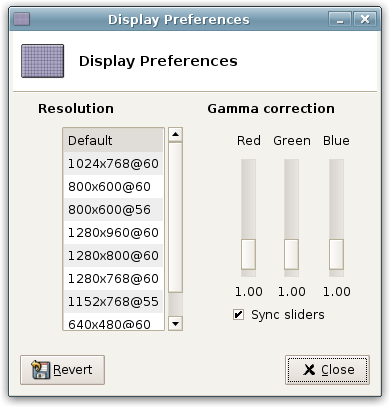 Display Preferences
Display Preferences
Resolution
Gamma correction
Default
1024x768@60
800x600@60
800x600@56
1280x960@60
1280x800@60
1280x768@60
1152x768@55
640x480@60
Red Green Blue
1.00 1.00 1.00
Sync sliders
Revert
Close